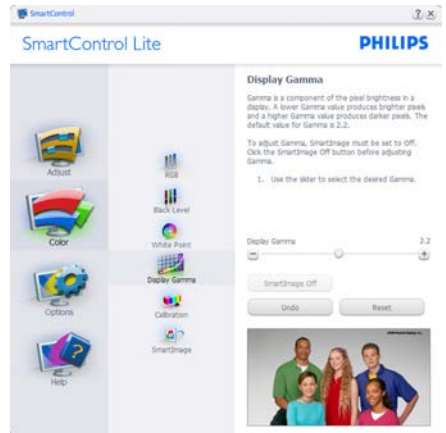 SmartControl
SmartControl Lite
PHILIPS
Adjust
Color
Options
Help
RGB
Black Level
White Point
Display Gamma
Calibration
SmartImage
Display Gamma
Gamma is a component of the pixel brightness in a
display. A lower Gamma value produces brighter pixels
and a higher Gamma value produces darker pixels. The
default value for Gamma is 2.2.
To adjust Gamma, SmartImage must be set to Off.
Click the SmartImage Off button before adjusting
Gamma.
1. Use the slider to select the desired Gamma.
Display Gamma 2.2
SmartImage Off
Undo Reset